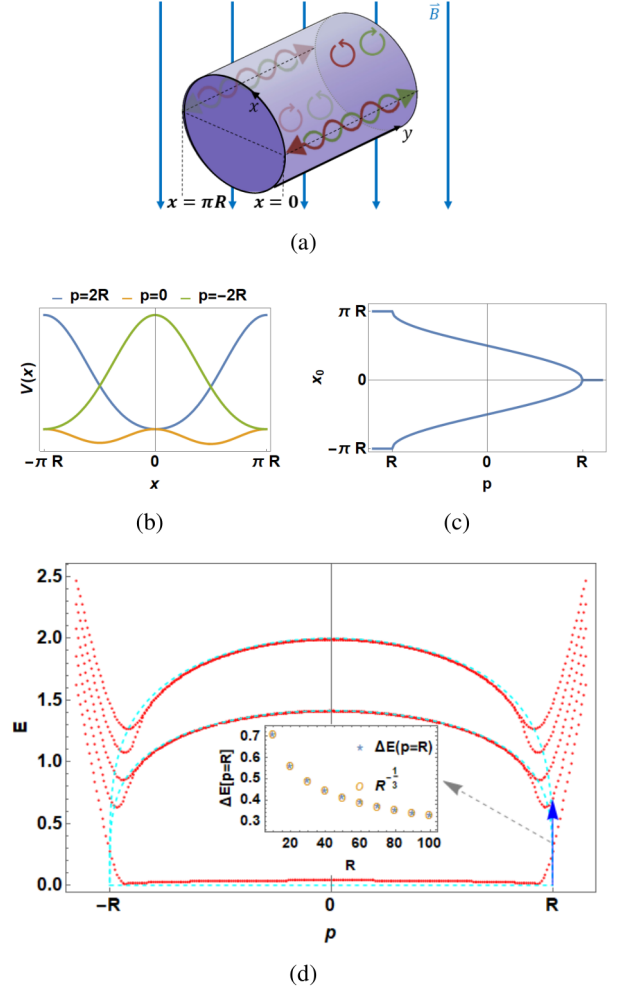 B
x
y
x = πR
x = 0
(a)
p=2R p=0 p=-2R
V(x)
-π R 0 π R
x
(b)
π R
x₀
0
-π R
R 0 R
p
(c)
2.5
2.0
1.5
E
1.0
0.5
0.0
0.7
0.6
0.5
0.4
0.3
ΔE[p=R]
ΔE(p=R)
R^-1/3
20 40 60 80 100
R
-R 0 R
p
(d)